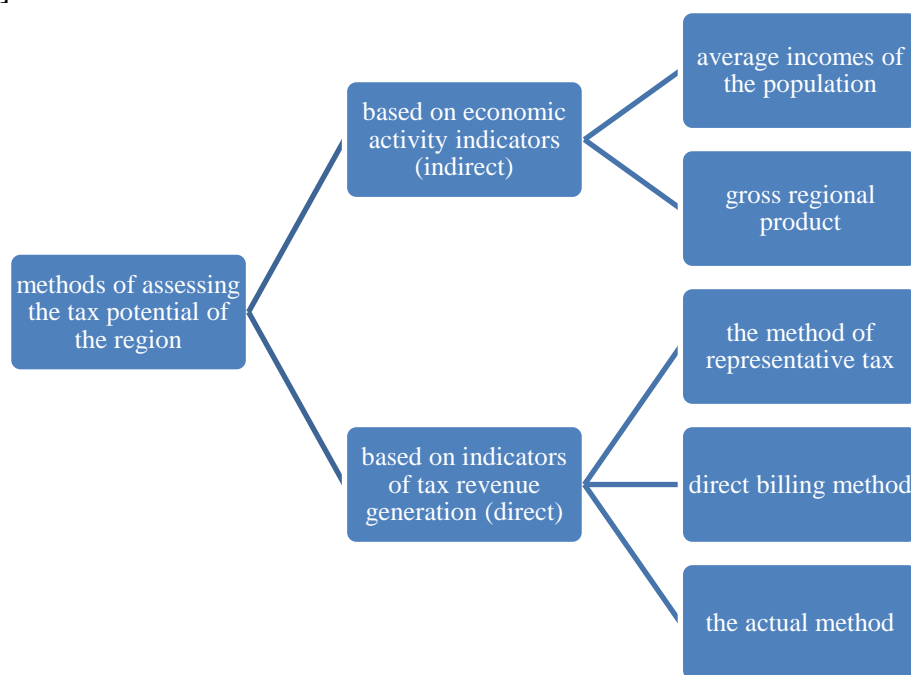 ]
average incomes of
the population
based on economic
activity indicators
(indirect)
gross regional
product
methods of assessing
the tax potential of
the region
the method of
representative tax
based on indicators
of tax revenue
generation (direct)
direct billing method
the actual method